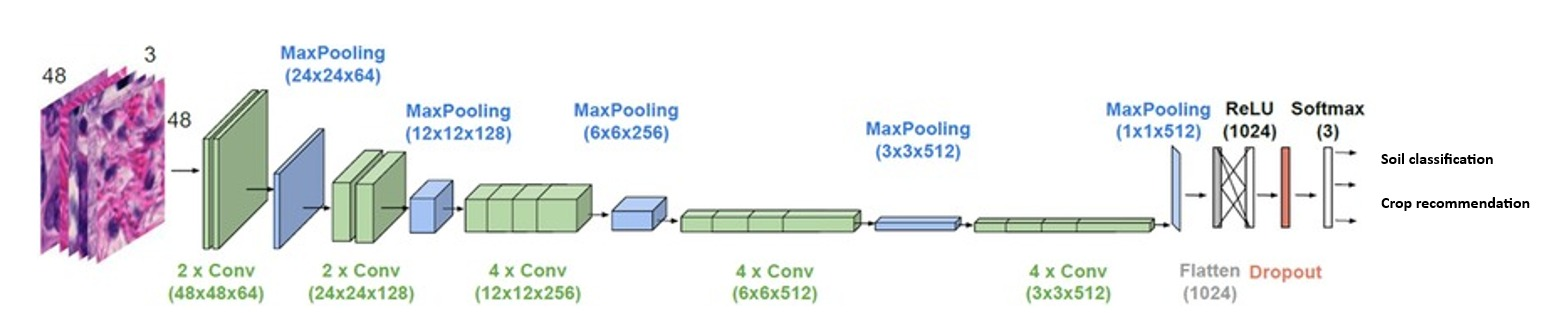 48
3
48
MaxPooling
(24x24x64)
MaxPooling
(12x12x128)
MaxPooling
(6x6x256)
MaxPooling
(3x3x512)
MaxPooling
(1x1x512)
ReLU
(1024)
Softmax
(3)
Soil classification
Crop recommendation
2 x Conv
(48x48x64)
2 x Conv
(24x24x128)
4 x Conv
(12x12x256)
4 x Conv
(6x6x512)
4 x Conv
(3x3x512)
Flatten
(1024)
Dropout